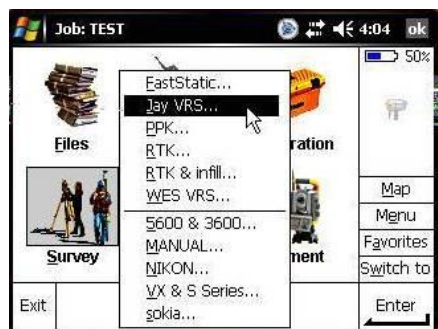 Job: TEST
4:04
ok
50%
FastStatic...
Jay VRS...
PPK...
RTK...
RTK & infill...
WES VRS...
5600 & 3600...
MANUAL...
NIKON...
VX & S Series...
sokia...
Files
ration
Survey
ment
Map
Menu
Favorites
Switch to
Exit
Enter